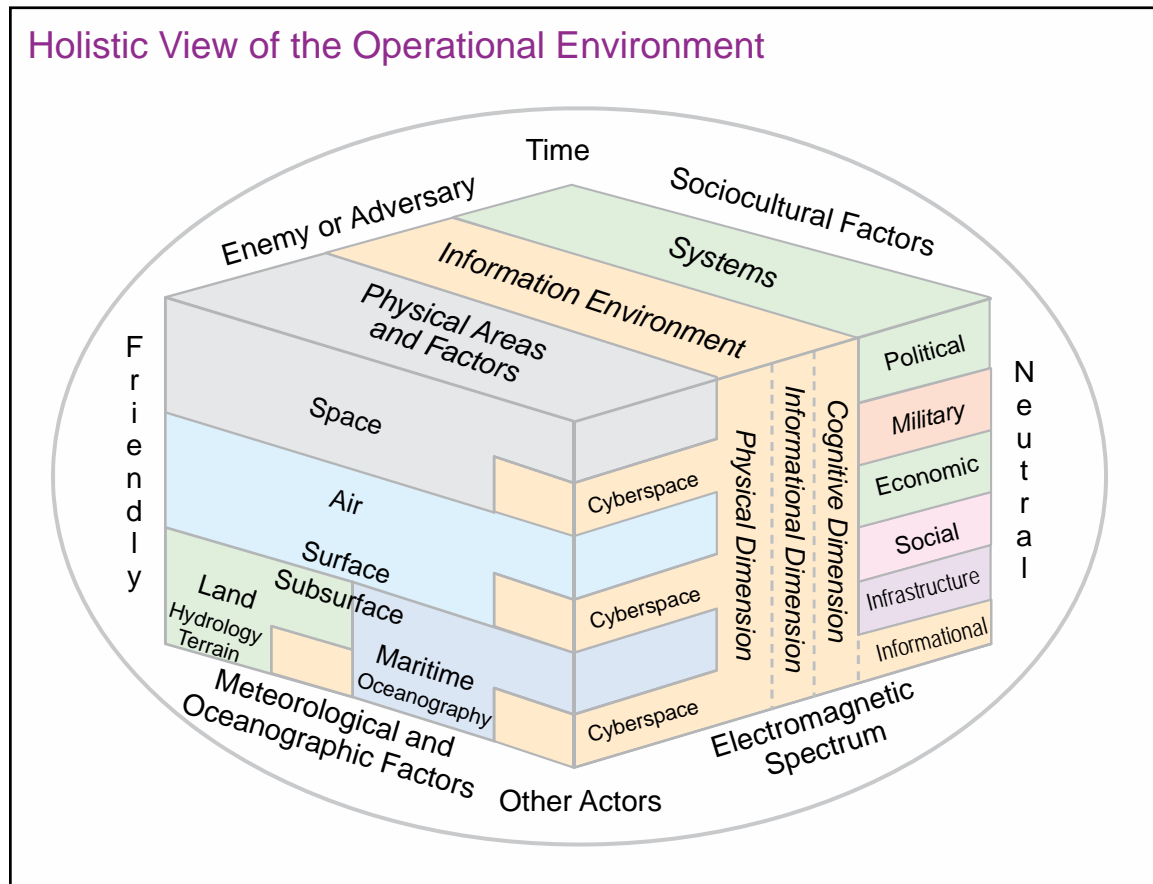 Holistic View of the Operational Environment
Time
Enemy or Adversary
Sociocultural Factors
Systems
Information Environment
Physical Areas
and Factors
Friendly
Neutral
Space
Air
Surface
Subsurface
Land
Hydrology
Terrain
Maritime
Oceanography
Cyberspace
Cyberspace
Cyberspace
Physical Dimension
Informational Dimension
Cognitive Dimension
Political
Military
Economic
Social
Infrastructure
Informational
Meteorological and
Oceanographic Factors
Electromagnetic
Spectrum
Other Actors